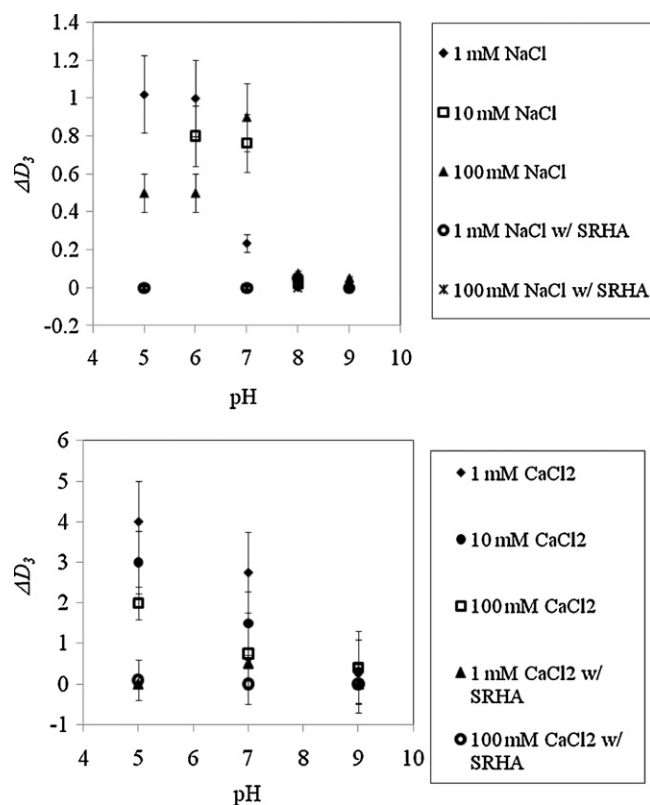 1.4
1.2
1
0.8
0.6
0.4
0.2
0
-0.2
ΔD3
4 5 6 7 8 9 10
pH
1 mM NaCl
10 mM NaCl
100 mM NaCl
1 mM NaCl w/ SRHA
100 mM NaCl w/ SRHA
6
5
4
3
2
1
0
-1
ΔD3
4 5 6 7 8 9 10
pH
1 mM CaCl2
10 mM CaCl2
100 mM CaCl2
1 mM CaCl2 w/
SRHA
100 mM CaCl2 w/
SRHA